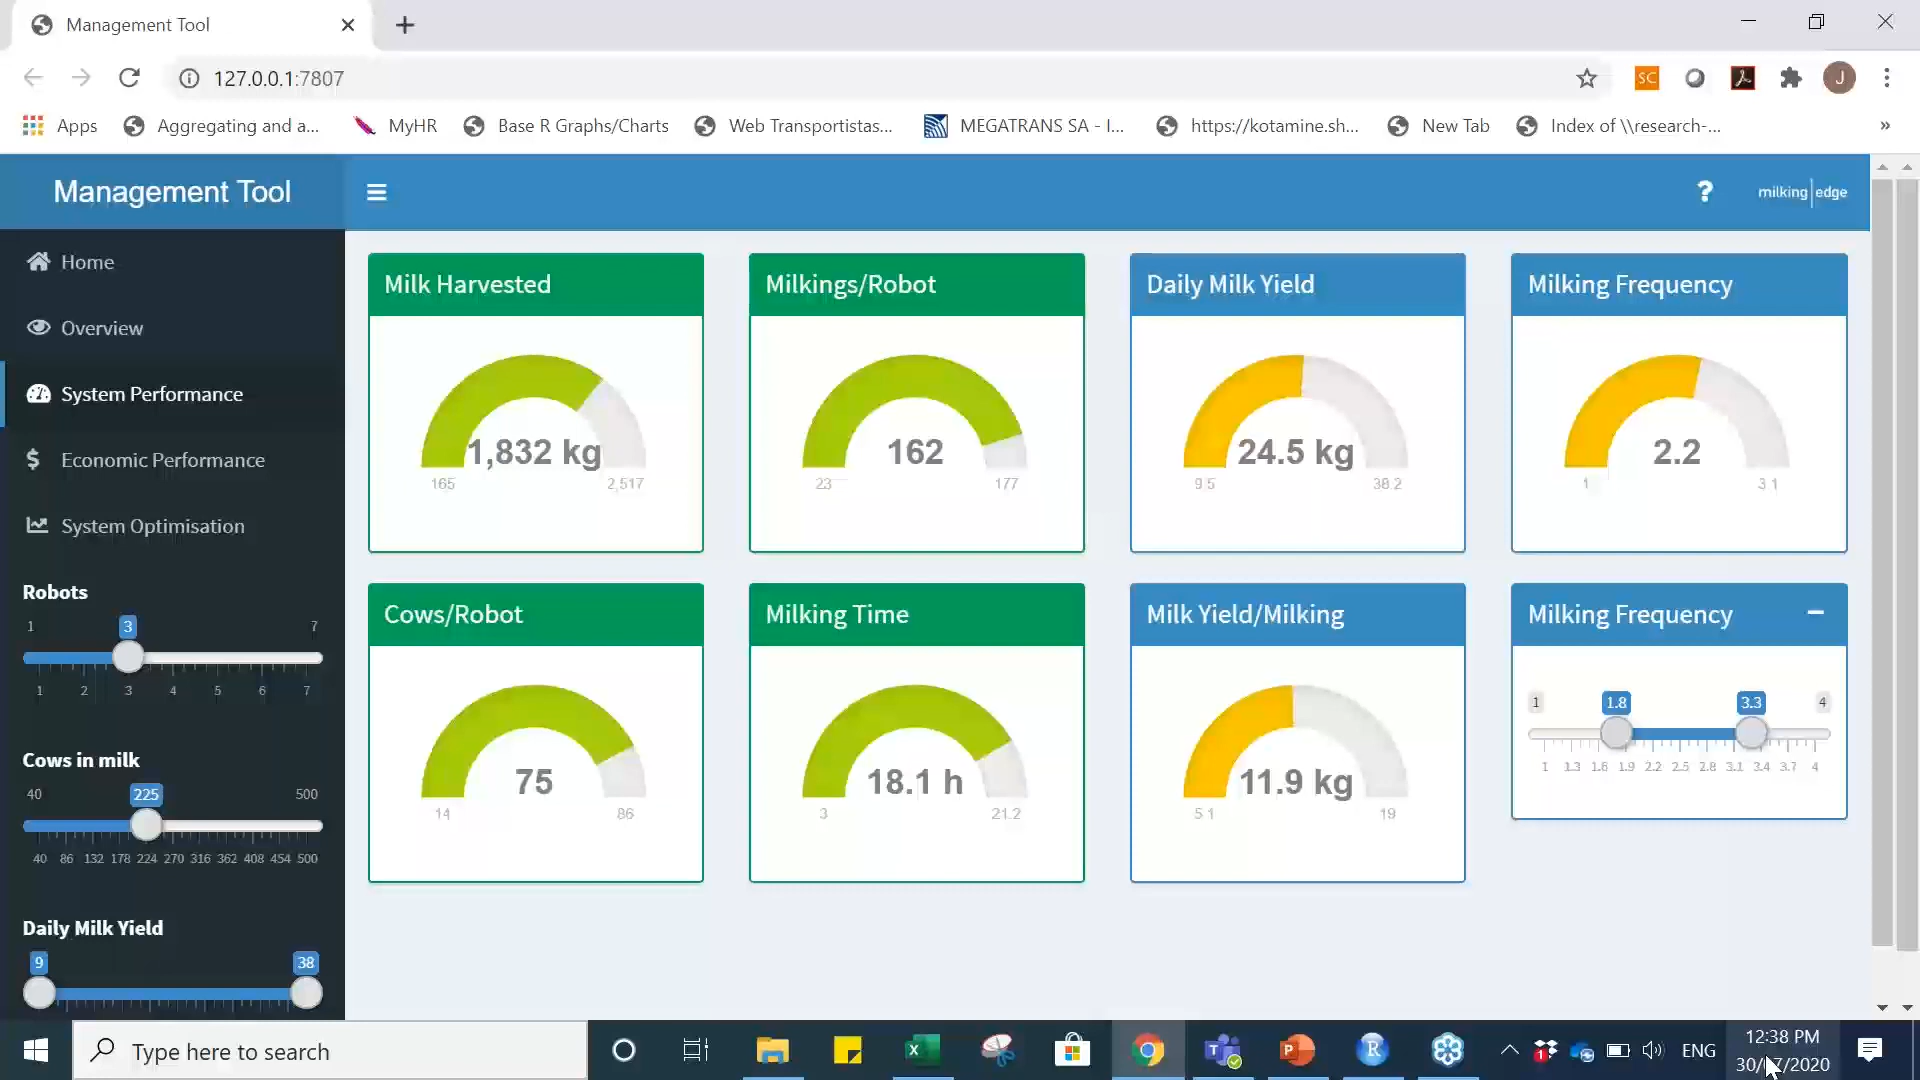 Management Tool
127.0.0.1:7807
SC
J
Apps
Aggregating and a...
MyHR
Base R Graphs/Charts
Web Transportistas...
MEGATRANS SA - I...
https://kotamine.sh...
New Tab
Index of \\research-...
»
Management Tool
?
milking|edge
Home
Overview
System Performance
$ Economic Performance
System Optimisation
Robots
1 3 7
1 2 3 4 5 6 7
Cows in milk
40 225 500
40 86 132 178 224 270 316 362 408 454 500
Daily Milk Yield
9 38
Milk Harvested
1,832 kg
165 2,517
Milkings/Robot
162
23 177
Daily Milk Yield
24.5 kg
9.5 38.2
Milking Frequency
2.2
1 3.1
Cows/Robot
75
14 86
Milking Time
18.1 h
3 21.2
Milk Yield/Milking
11.9 kg
5.1 19
Milking Frequency
1 1.8 3.3 4
1 1.3 1.6 1.9 2.2 2.5 2.8 3.1 3.4 3.7 4
Type here to search
ENG
12:38 PM